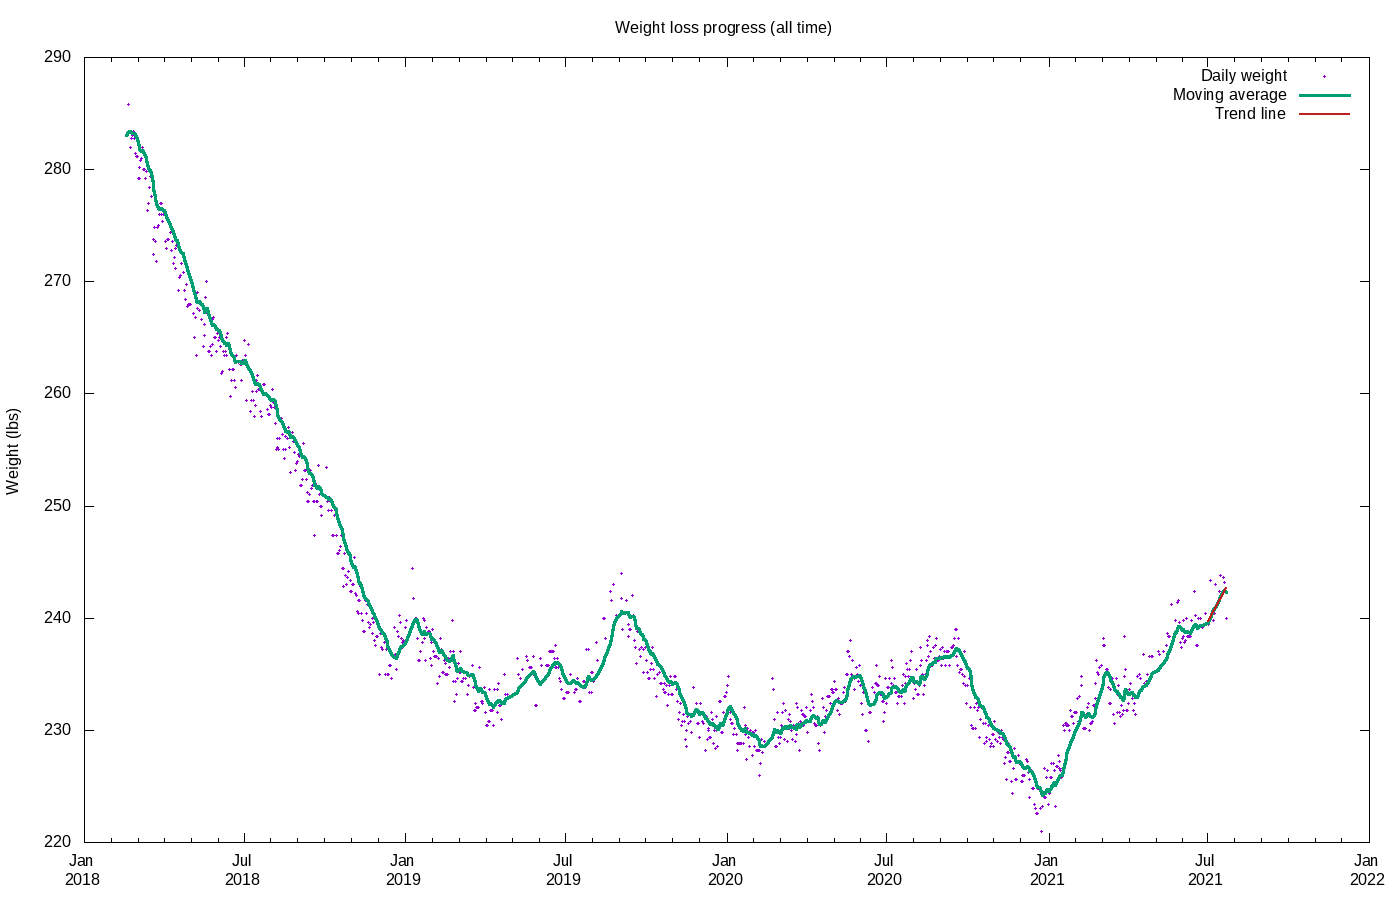 Weight loss progress (all time)
Daily weight
Moving average
Trend line
290
280
270
260
250
240
230
220
Weight (lbs)
Jan Jul Jan Jul Jan Jul Jan Jul Jan
2018 2018 2019 2019 2020 2020 2021 2021 2022